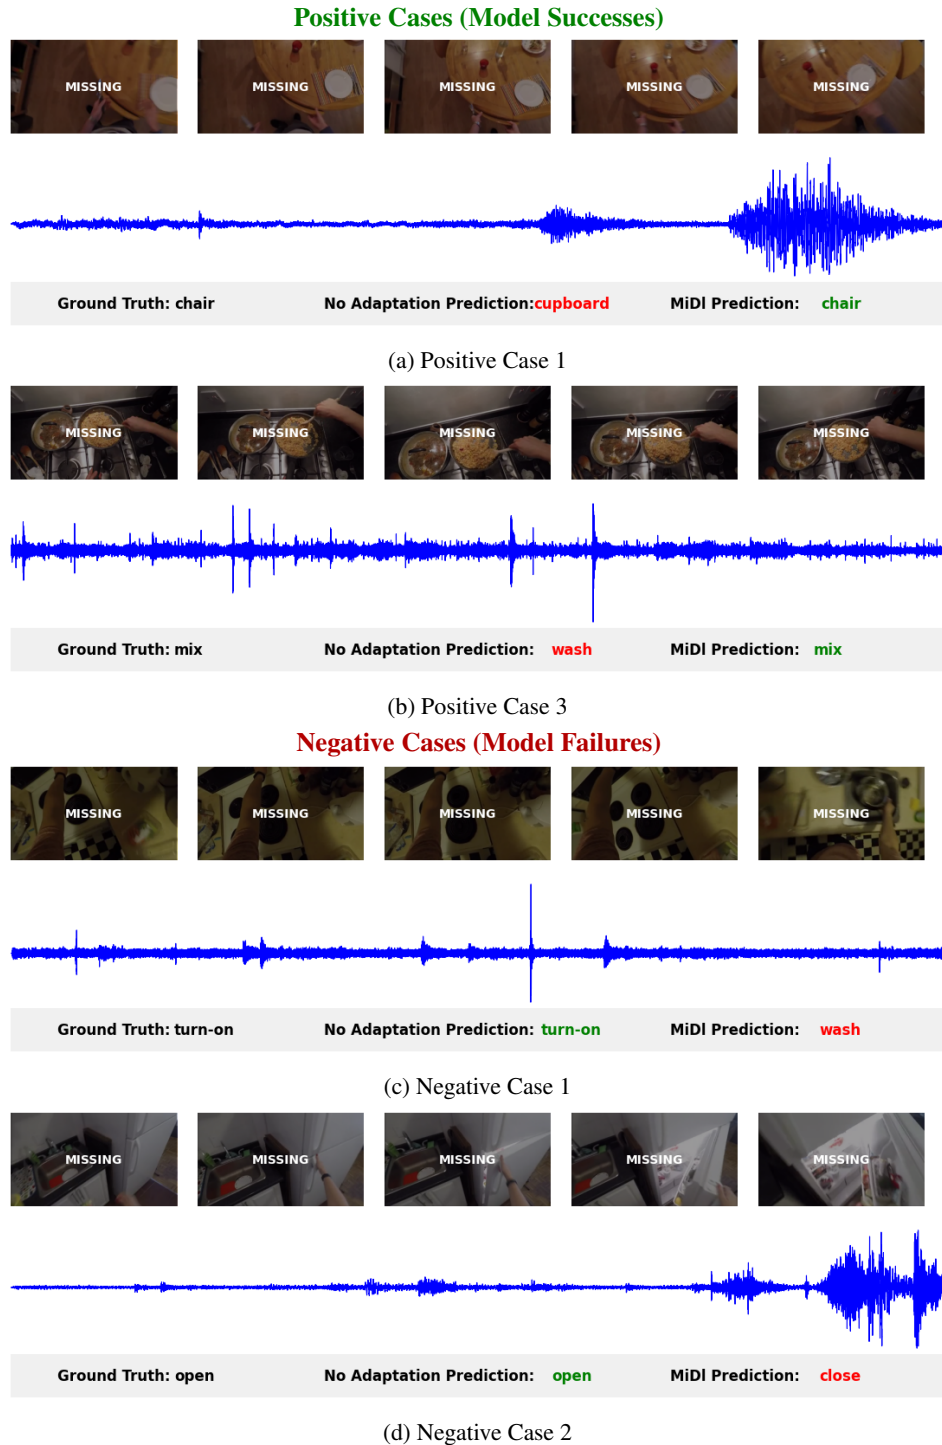 Positive Cases (Model Successes)
MISSING MISSING MISSING MISSING MISSING
Ground Truth: chair No Adaptation Prediction:cupboard MiDl Prediction: chair
(a) Positive Case 1
MISSING MISSING MISSING MISSING MISSING
Ground Truth: mix No Adaptation Prediction: wash MiDl Prediction: mix
(b) Positive Case 3
Negative Cases (Model Failures)
MISSING MISSING MISSING MISSING MISSING
Ground Truth: turn-on No Adaptation Prediction: turn-on MiDl Prediction: wash
(c) Negative Case 1
MISSING MISSING MISSING MISSING MISSING
Ground Truth: open No Adaptation Prediction: open MiDl Prediction: close
(d) Negative Case 2